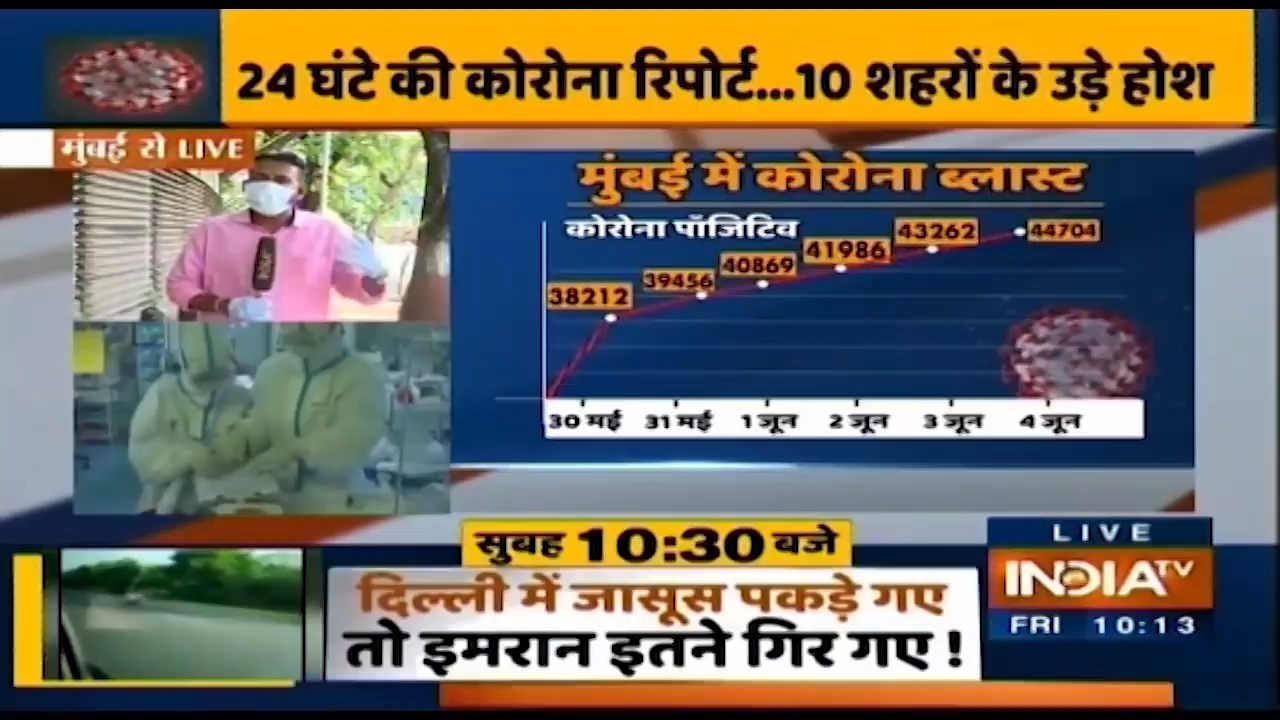 24 घंटे की कोरोना रिपोर्ट...10 शहरों के उड़े होश
मुंबई से LIVE
मुंबई में कोरोना ब्लास्ट
कोरोना पॉजिटिव
38212
39456
40869
41986
43262
44704
30 मई
31 मई
1 जून
2 जून
3 जून
4 जून
सुबह 10:30 बजे
दिल्ली में जासूस पकड़े गए
तो इमरान इतने गिर गए !
LIVE
INDIA TV
FRI 10:13